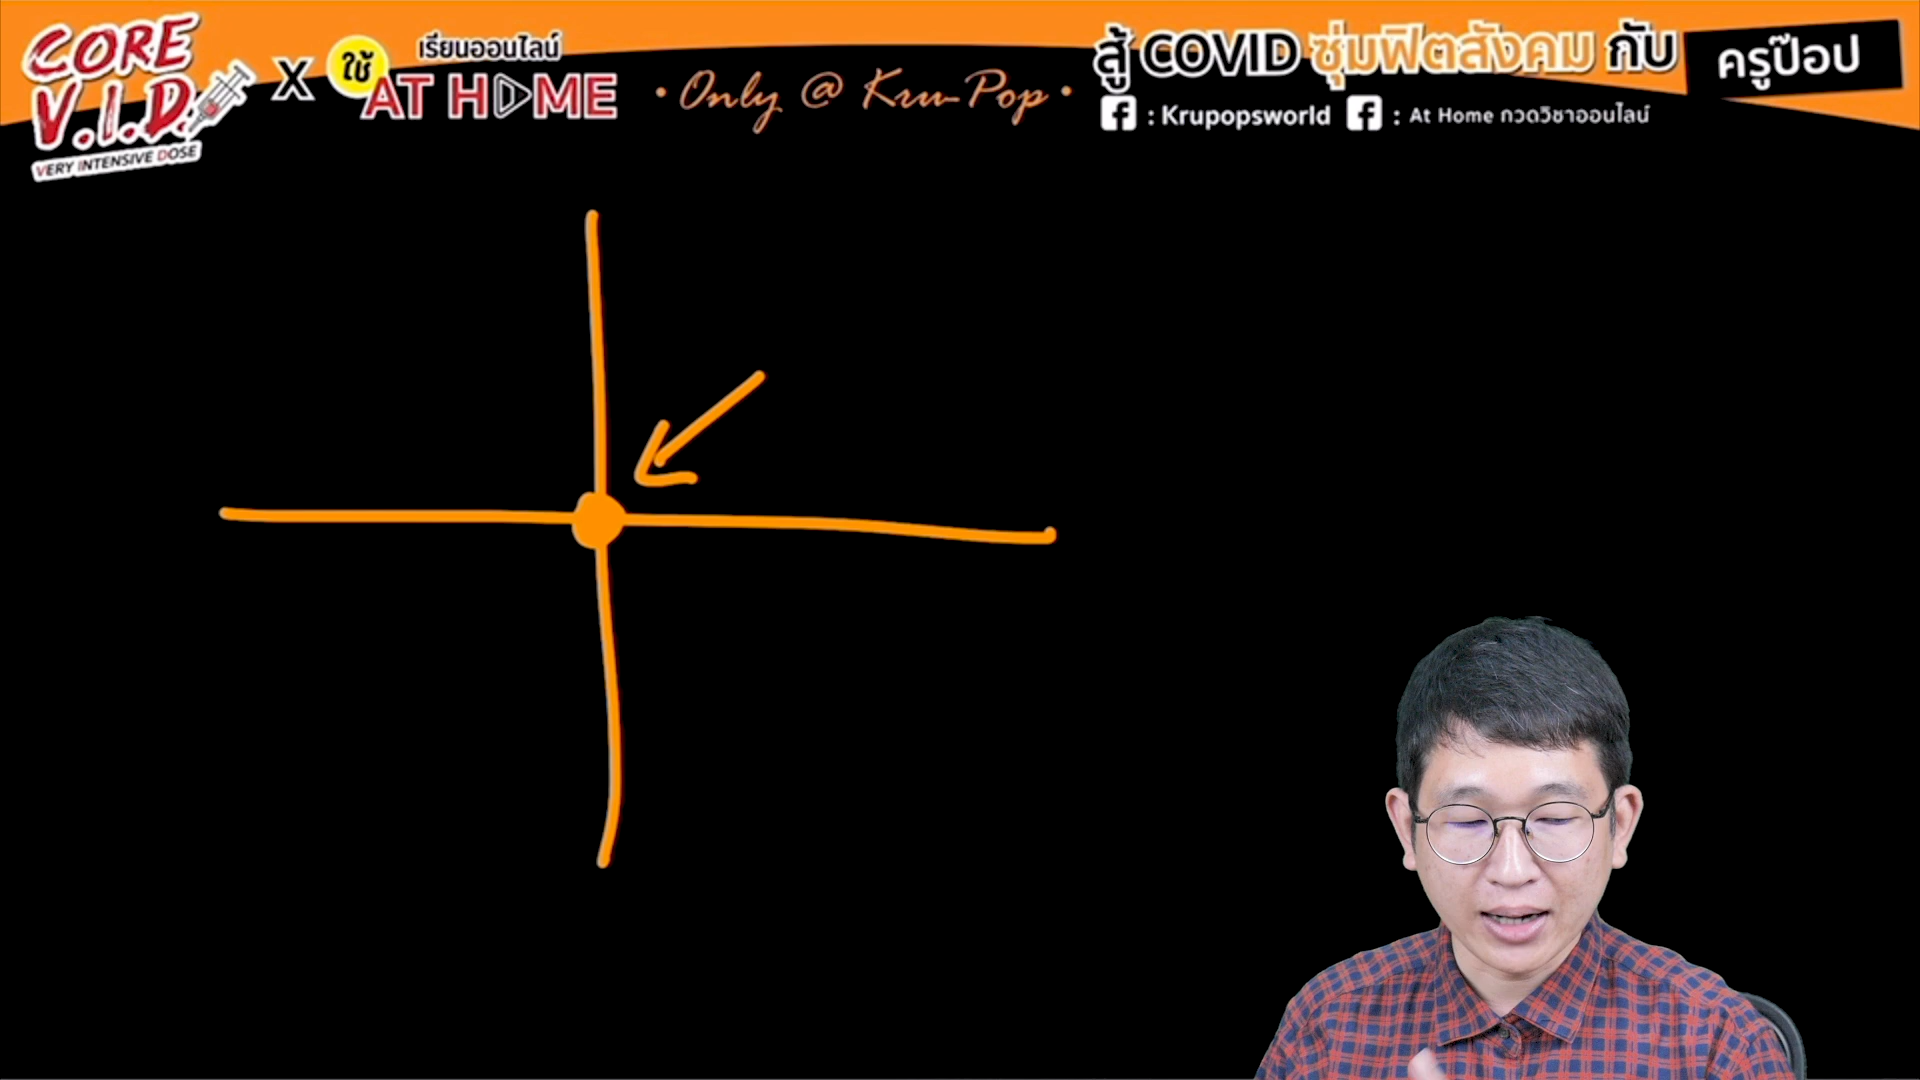 CORE
V.I.D.
VERY INTENSIVE DOSE
X
ใช้
เรียนออนไลน์
AT HOME
• Only @ Kru-Pop •
สู้ COVID ซุ่มฟิตสังคม กับ ครูป๊อป
: Krupopsworld : At Home กวดวิชาออนไลน์